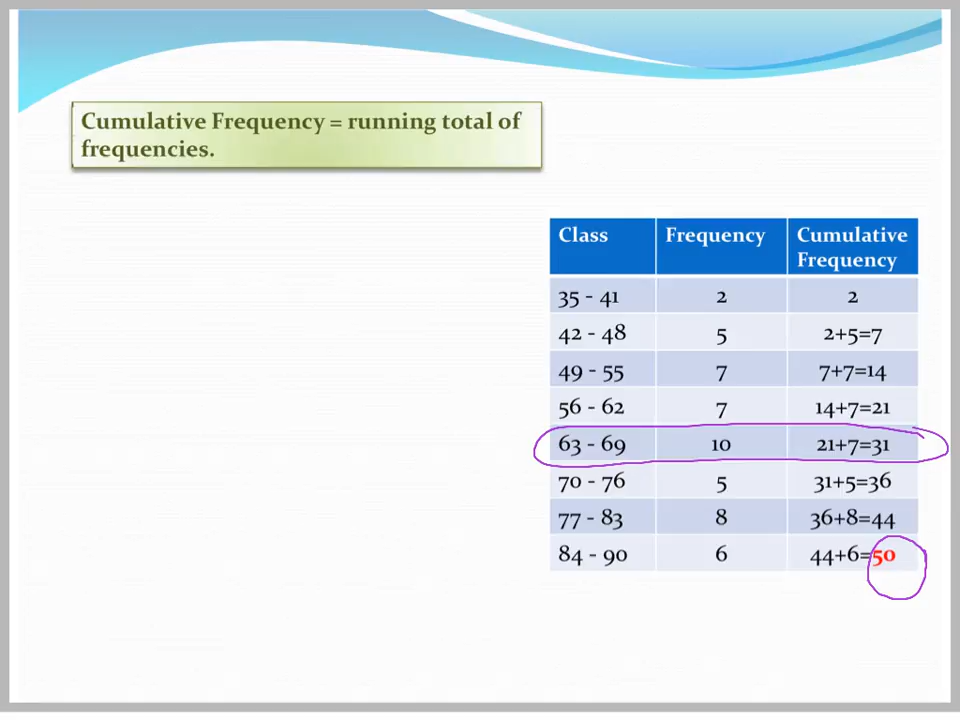 Cumulative Frequency = running total of
frequencies.
Class Frequency Cumulative
Frequency
35 - 41 2 2
42 - 48 5 2+5=7
49 - 55 7 7+7=14
56 - 62 7 14+7=21
63 - 69 10 21+7=31
70 - 76 5 31+5=36
77 - 83 8 36+8=44
84 - 90 6 44+6=50